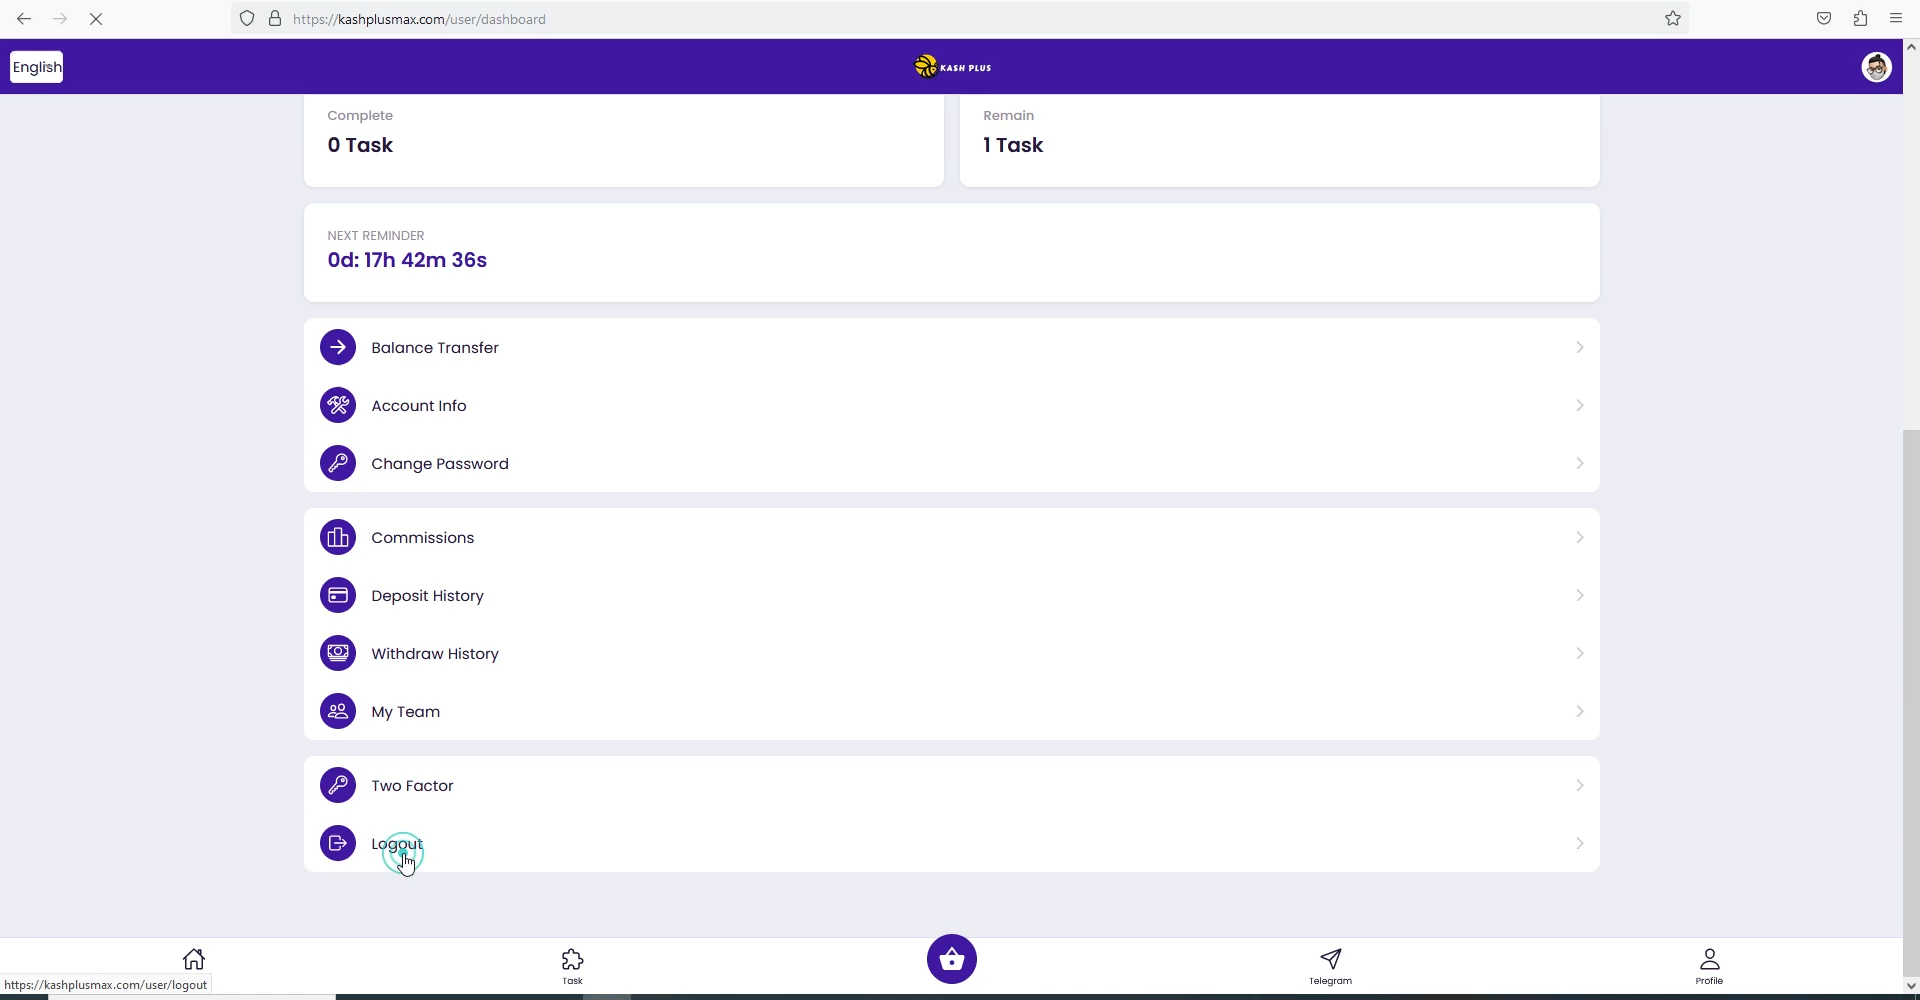 https://kashplusmax.com/user/dashboard
English
KASH PLUS
Complete
0 Task
Remain
1 Task
NEXT REMINDER
0d: 17h 42m 36s
Balance Transfer
Account Info
Change Password
Commissions
Deposit History
Withdraw History
My Team
Two Factor
Logout
Task
Telegram
Profile
https://kashplusmax.com/user/logout